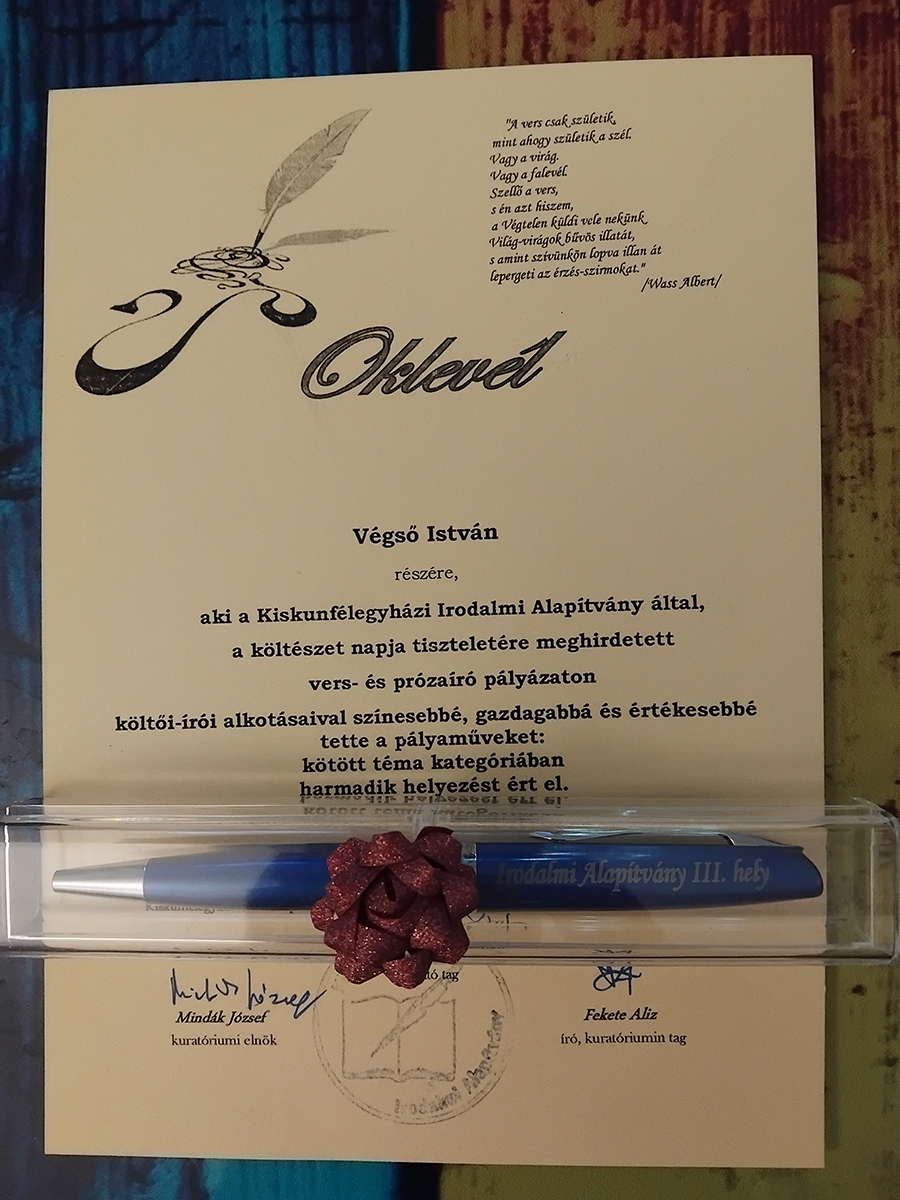 "A vers csak születik,
mint ahogy születik a szél.
Vagy a virág.
Vagy a falevél.
Szellő a vers,
s én azt hiszem,
a Végtelen küldi vele nekünk
Világ-virágok bűvös illatát,
s amint szívünkön lopva illan át
lepergeti az érzés-szirmokat."
/Wass Albert/
Oklevél
Végső István
részére,
aki a Kiskunfélegyházi Irodalmi Alapítvány által,
a költészet napja tiszteletére meghirdetett
vers- és prózaíró pályázaton
költői-írói alkotásaival színesebbé, gazdagabbá és értékesebbé
tette a pályaműveket:
kötött téma kategóriában
harmadik helyezést ért el.
Irodalmi Alapítvány III. hely
tag
Mindák József
Fekete Aliz
kuratóriumi elnök
író, kuratóriumin tag
Irodalmi Alapítvány